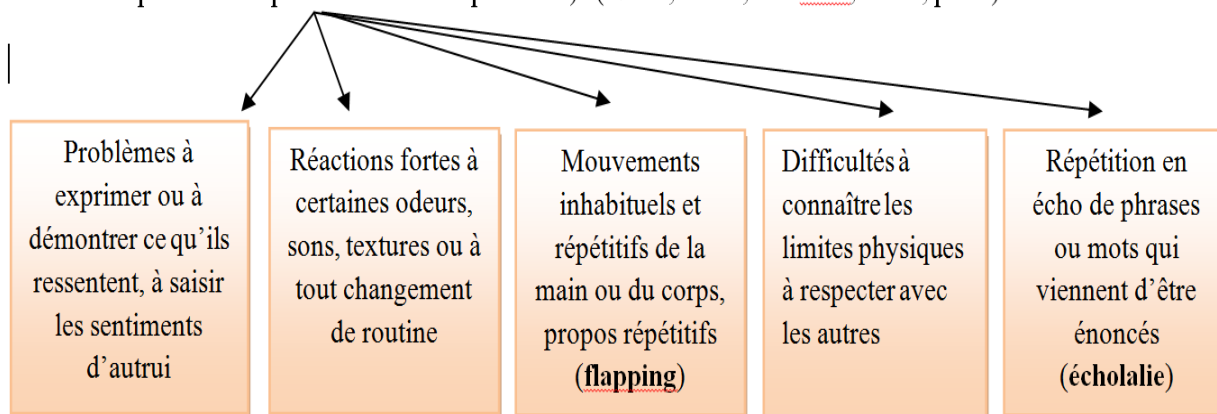 Problèmes à
exprimer ou à
démontrer ce qu’ils
ressentent, à saisir
les sentiments
d’autrui
Réactions fortes à
certaines odeurs,
sons, textures ou à
tout changement
de routine
Mouvements
inhabituels et
répétitifs de la
main ou du corps,
propos répétitifs
(flapping)
Difficultés à
connaître les
limites physiques
à respecter avec
les autres
Répétition en
écho de phrases
ou mots qui
viennent d’être
énoncés
(écholalie)